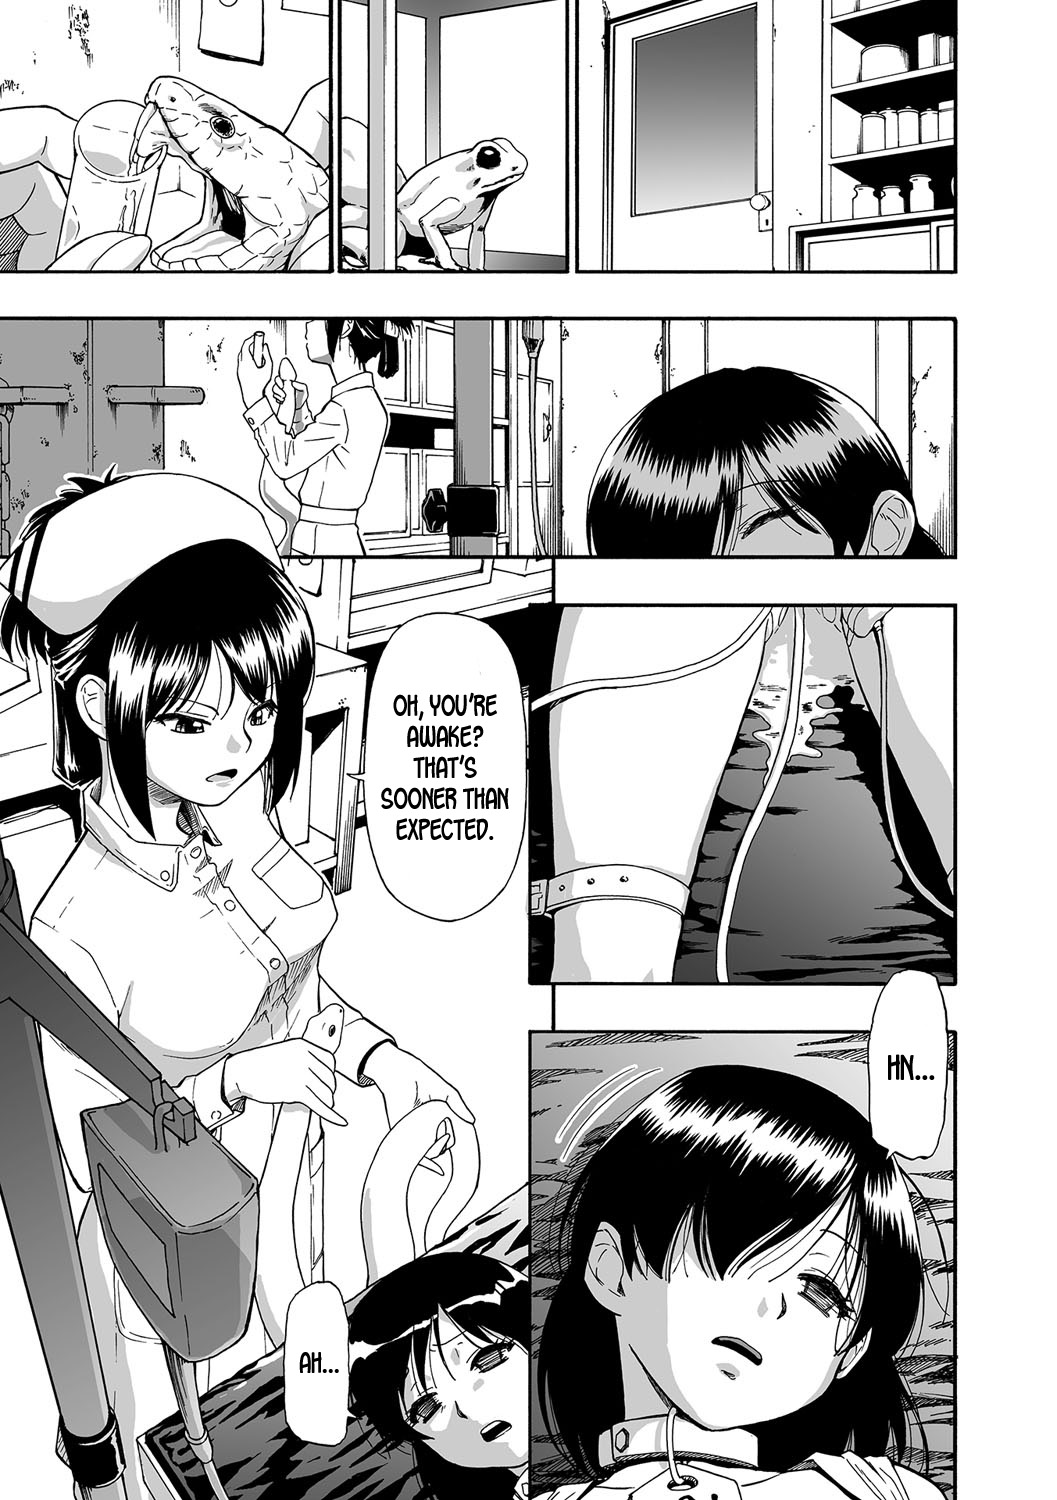 HN...
OH, YOU'RE
AWAKE?
THAT'S
SOONER THAN
EXPECTED.
AH...